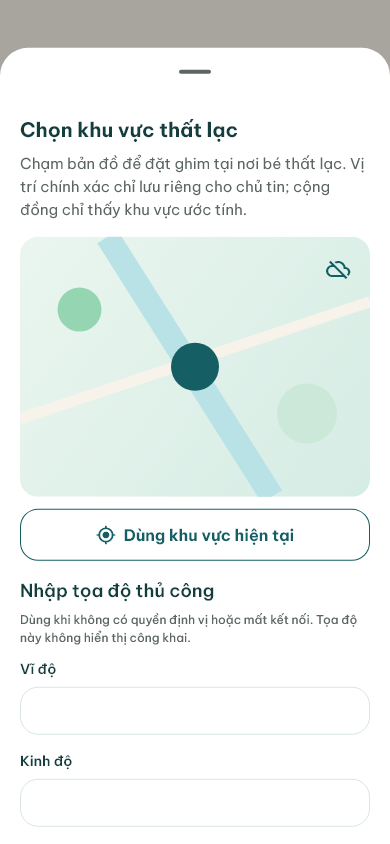 Chọn khu vực thất lạc
Chạm bản đồ để đặt ghim tại nơi bé thất lạc. Vị
trí chính xác chỉ lưu riêng cho chủ tin; cộng
đồng chỉ thấy khu vực ước tính.
Dùng khu vực hiện tại
Nhập tọa độ thủ công
Dùng khi không có quyền định vị hoặc mất kết nối. Tọa độ
này không hiển thị công khai.
Vĩ độ
Kinh độ